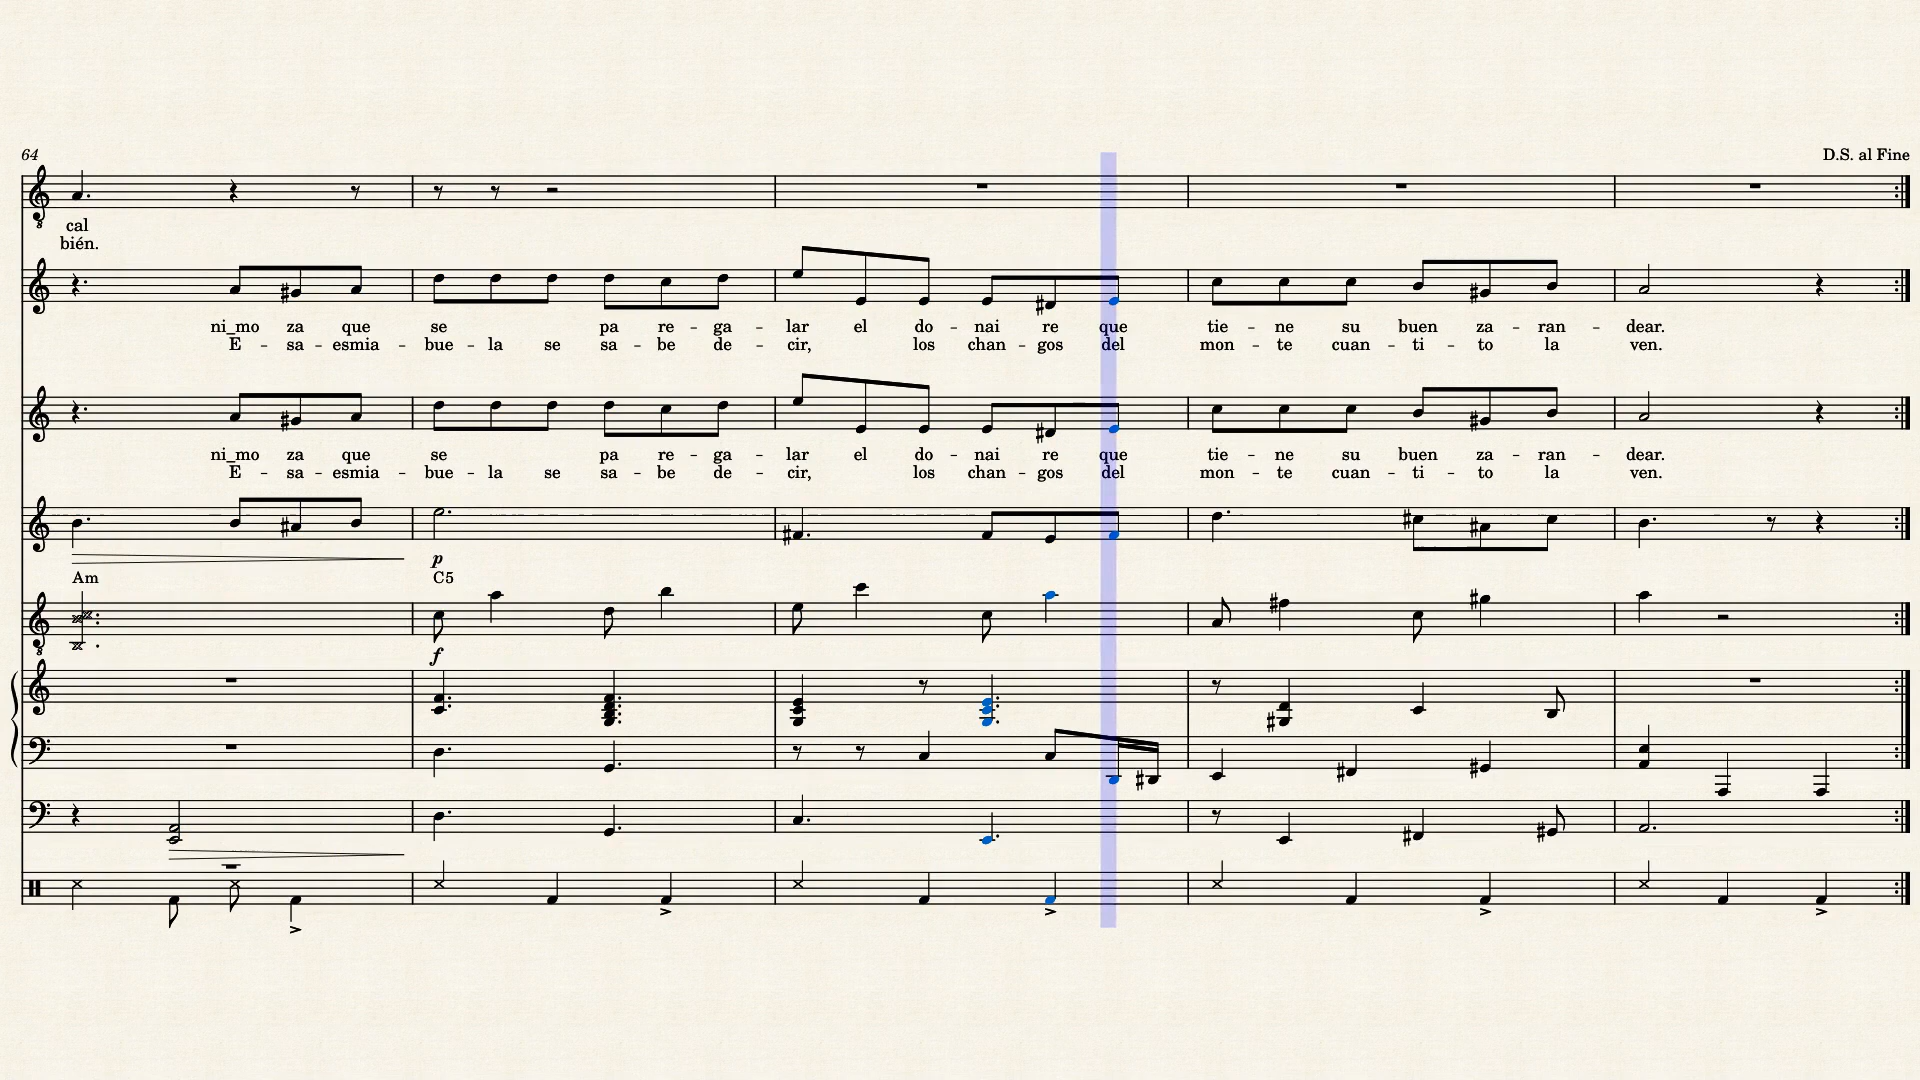 64
D.S. al Fine
cal
bién.
ni_mo za que se pa re - ga - lar el do - nai re que tie - ne su buen za - ran - dear.
E - sa - esmia - bue - la se sa - be de - cir, los chan - gos del mon - te cuan - ti - to la ven.
ni_mo za que se pa re - ga - lar el do - nai re que tie - ne su buen za - ran - dear.
E - sa - esmia - bue - la se sa - be de - cir, los chan - gos del mon - te cuan - ti - to la ven.
p
Am C5
f